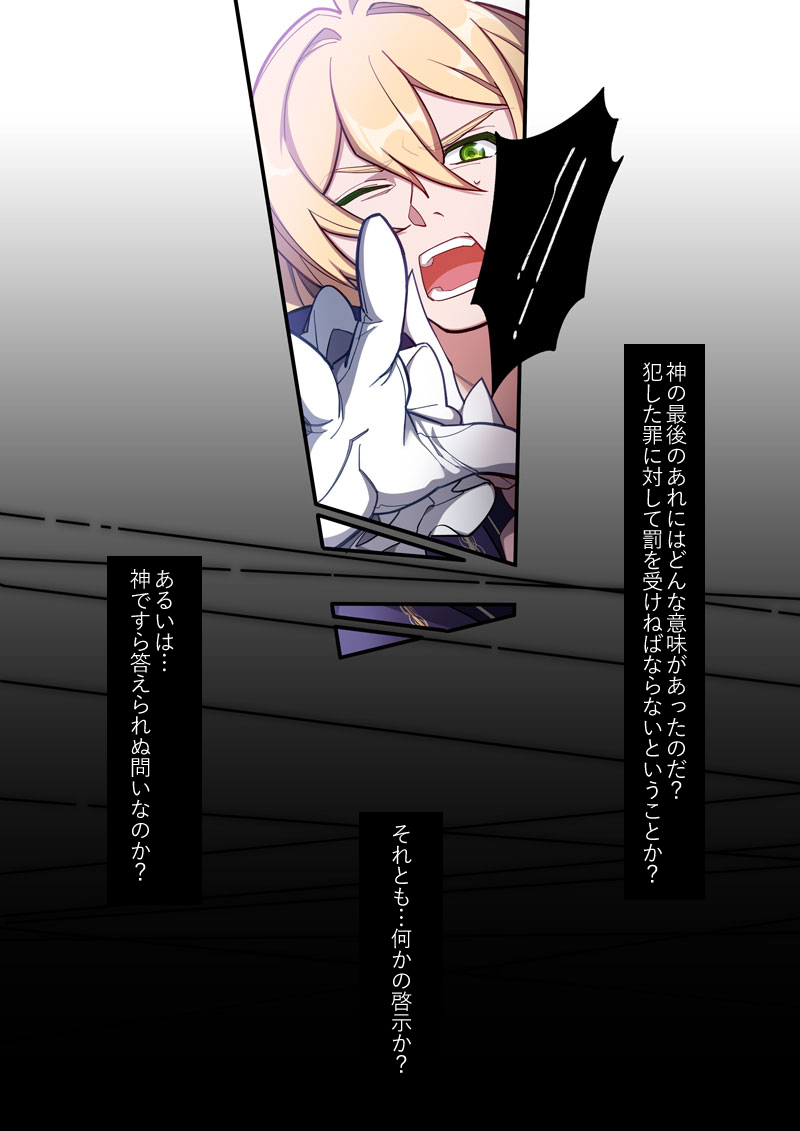 ――――!!
神の最後のあれにはどんな意味があったのだ？
犯した罪に対して罰を受けねばならないということか？
それとも…何かの啓示か？
あるいは…
神ですら答えられぬ問いなのか？